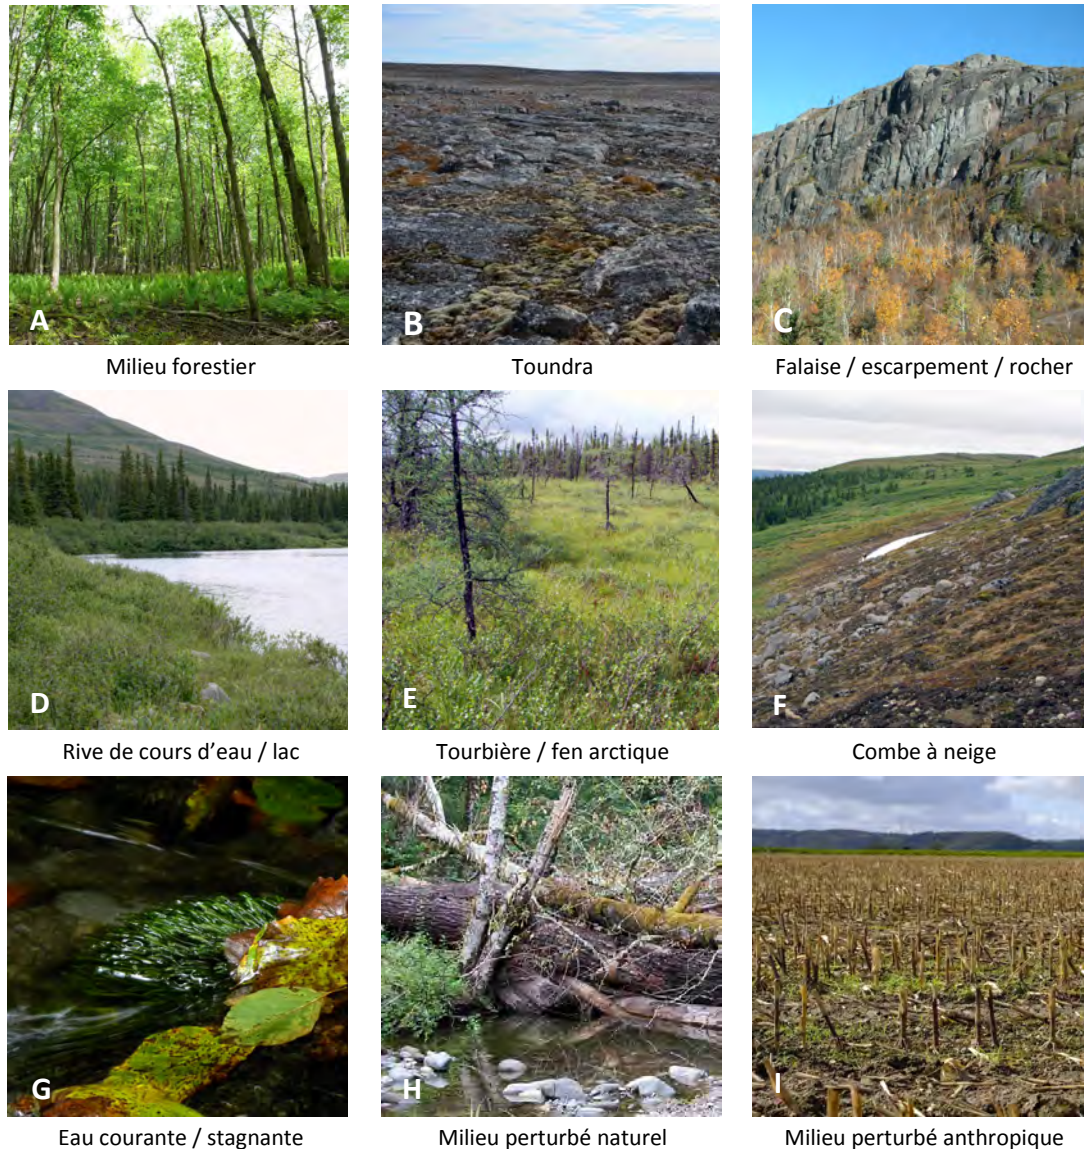 A
B
C
Milieu forestier
Toundra
Falaise / escarpement / rocher
D
E
F
Rive de cours d’eau / lac
Tourbière / fen arctique
Combe à neige
G
H
I
Eau courante / stagnante
Milieu perturbé naturel
Milieu perturbé anthropique